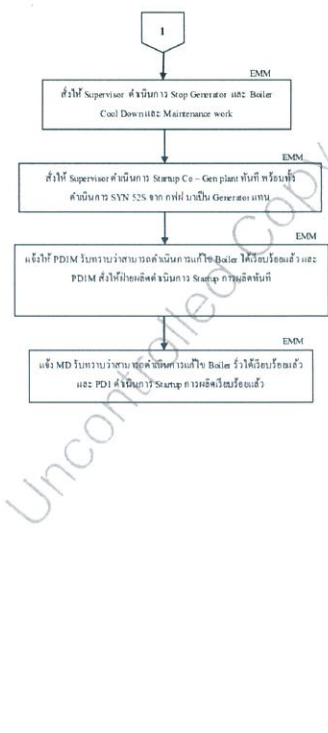 1
EMM
สั่งให้ Supervisor ดำเนินการ Stop Generator และ Boiler
Cool Down และ Maintenance work
EMM
สั่งให้ Supervisor ดำเนินการ Startup Co – Gen plant ทันที พร้อมทั้ง
ดำเนินการ SYN 52S จาก กฟฝ มาเป็น Generator แทน
EMM
แจ้งให้ PD1M รับทราบว่าสามารถดำเนินการแก้ไข Boiler ได้เรียบร้อยแล้ว และ
PD1M สั่งให้ฝ่ายผลิตดำเนินการ Startup การผลิตทันที
EMM
แจ้ง MD รับทราบว่าสามารถดำเนินการแก้ไข Boiler รั่วได้เรียบร้อยแล้ว
และ PD1 ดำเนินการ Startup การผลิตเรียบร้อยแล้ว
Uncontrolled Copy